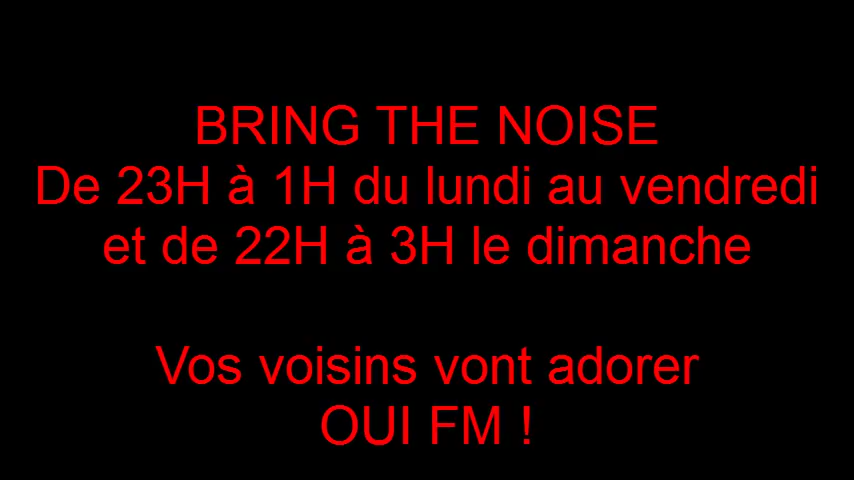 BRING THE NOISE
De 23H à 1H du lundi au vendredi
et de 22H à 3H le dimanche
Vos voisins vont adorer
OUI FM !